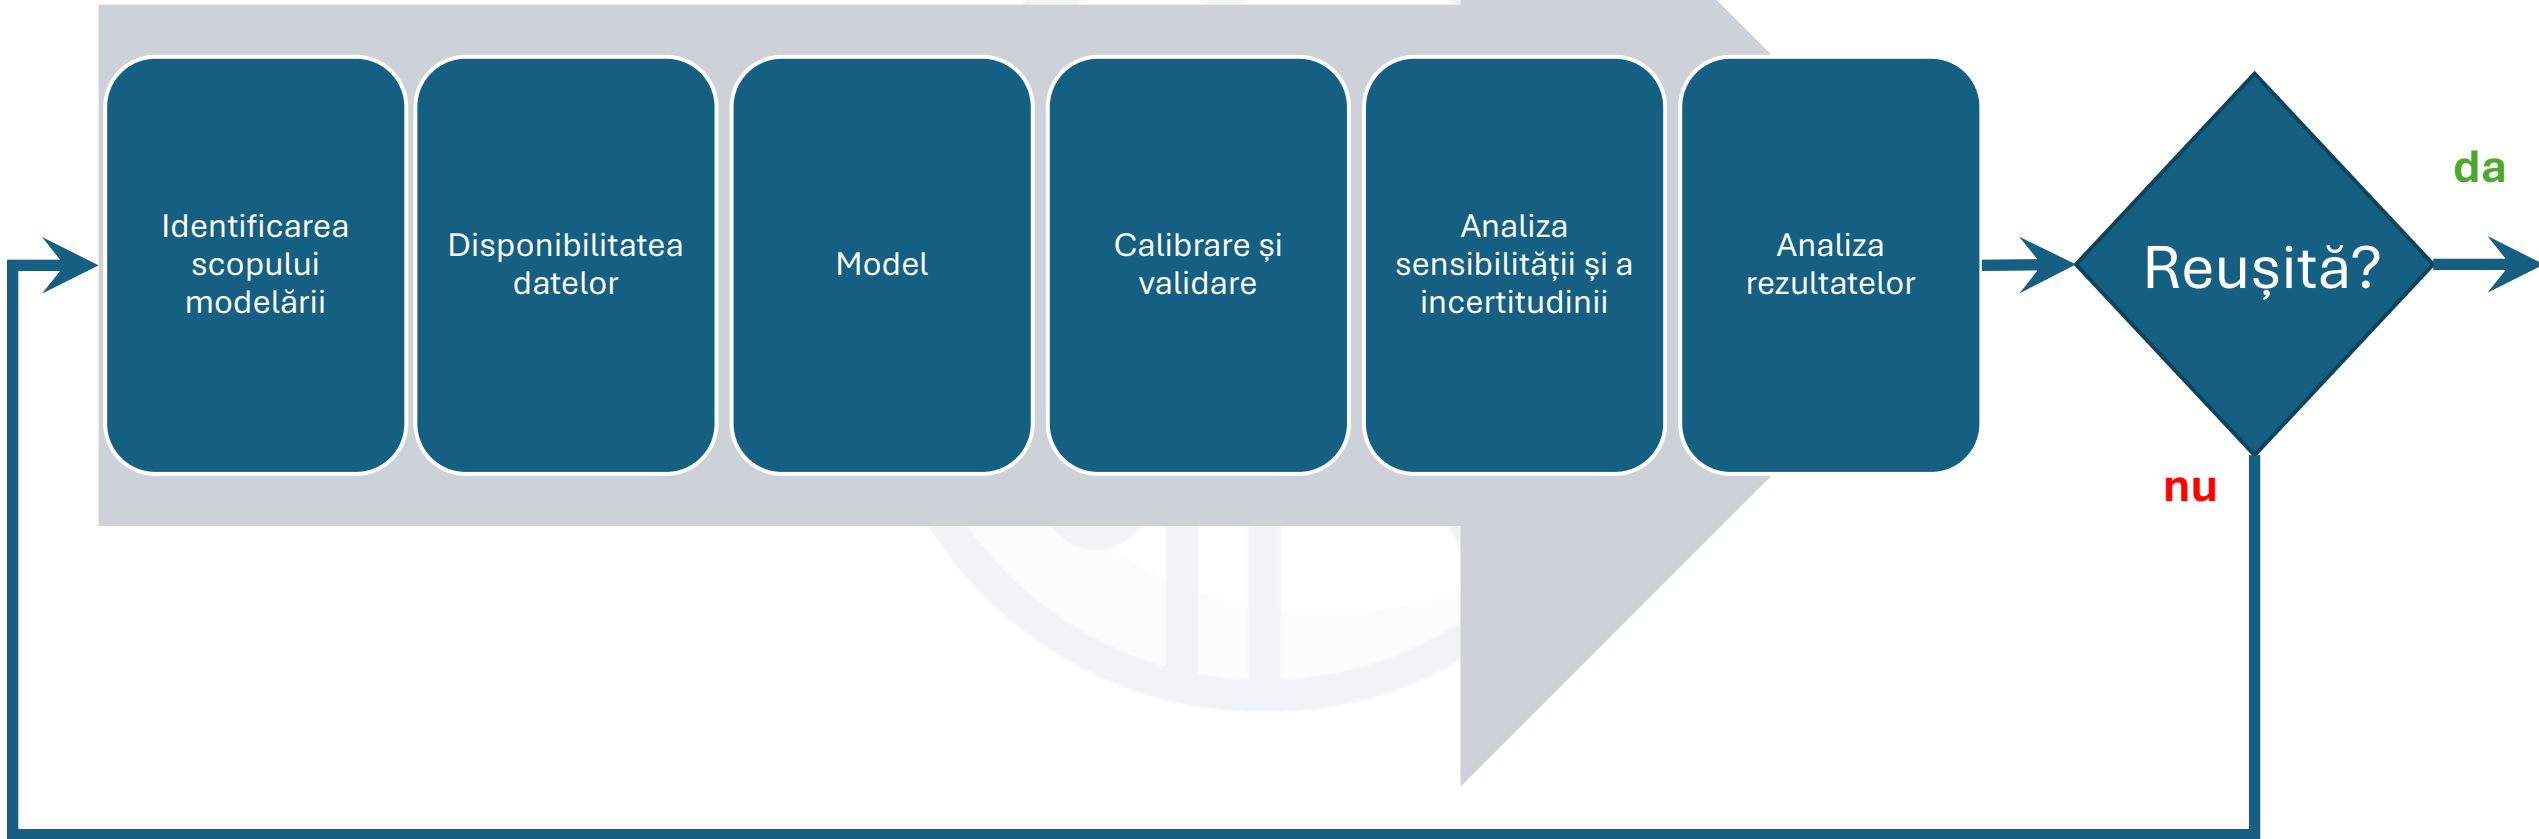 Identificarea
scopului
modelării
Disponibilitatea
datelor
Model
Calibrare și
validare
Analiza
sensibilității și a
incertitudinii
Analiza
rezultatelor
Reușită?
da
nu